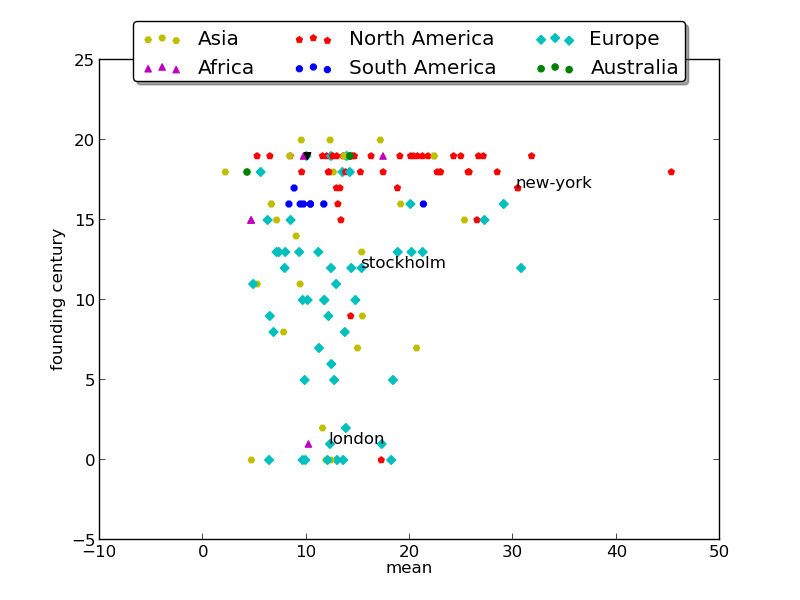 Asia North America Europe
Africa South America Australia
25
20
15
10
5
0
−5
founding century
new-york
stockholm
london
−10 0 10 20 30 40 50
mean